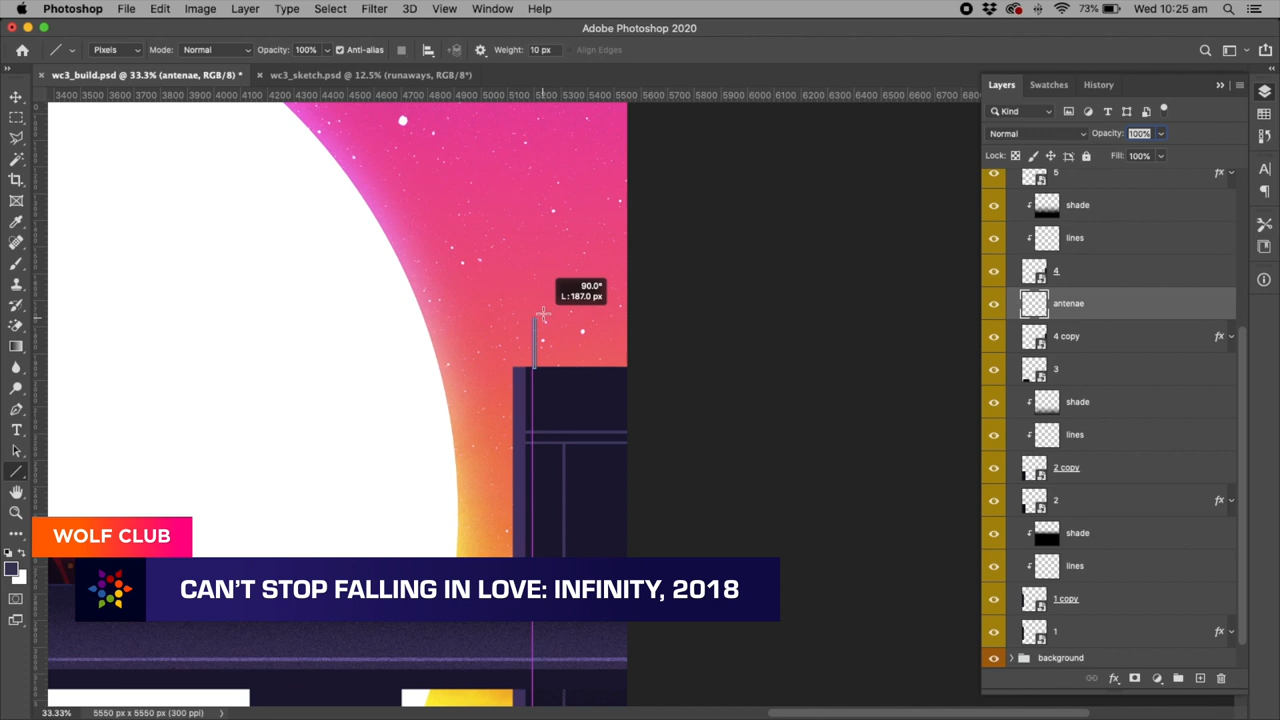 Photoshop File Edit Image Layer Type Select Filter 3D View Window Help 73% Wed 10:25 am
Adobe Photoshop 2020
Pixels Mode: Normal Opacity: 100% Anti-alias Weight: 10 px Align Edges
wc3_build.psd @ 33.3% (antenae, RGB/8) * wc3_sketch.psd @ 12.5% (runaways, RGB/8*)
3400 3500 3600 3700 3800 3900 4000 4100 4200 4300 4400 4500 4600 4700 4800 4900 5000 5100 5200 5300 5400 5500 5600 5700 5800 5900 6000 6100 6200 6300 6400 6500 6600 6700 6800
Layers Swatches History
Kind
Normal Opacity: 100%
Lock: Fill: 100%
5 fx
shade
lines
4
antenae
4 copy fx
3
shade
lines
2 copy
2 fx
shade
lines
1 copy
1 fx
background
90.0°
L: 187.0 px
WOLF CLUB
CAN'T STOP FALLING IN LOVE: INFINITY, 2018
33.33% 5550 px x 5550 px (300 ppi)